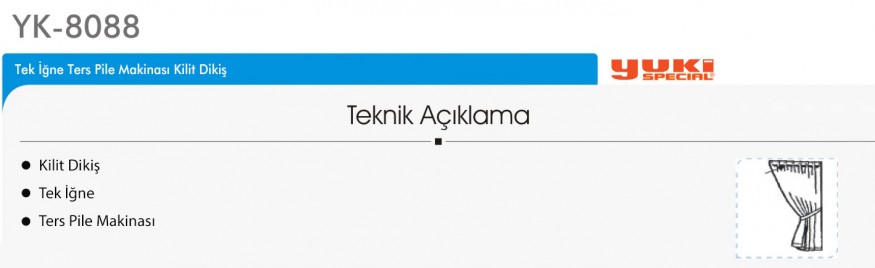 YK-8088
Tek İğne Ters Pile Makinası Kilit Dikiş
YUKI
SPECIAL
Teknik Açıklama
Kilit Dikiş
Tek İğne
Ters Pile Makinası